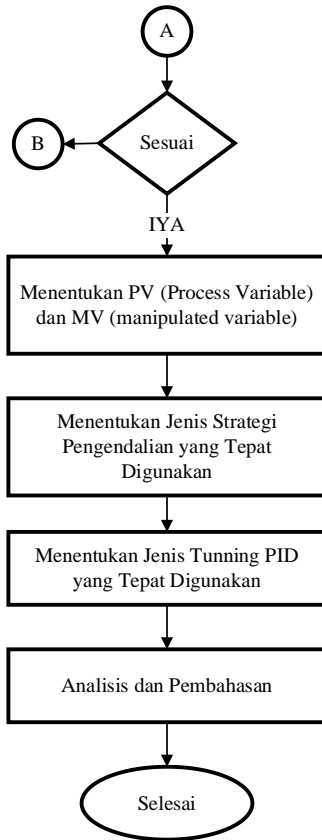 A
Sesuai
B
IYA
Menentukan PV (Process Variable)
dan MV (manipulated variable)
Menentukan Jenis Strategi
Pengendalian yang Tepat
Digunakan
Menentukan Jenis Tunning PID
yang Tepat Digunakan
Analisis dan Pembahasan
Selesai